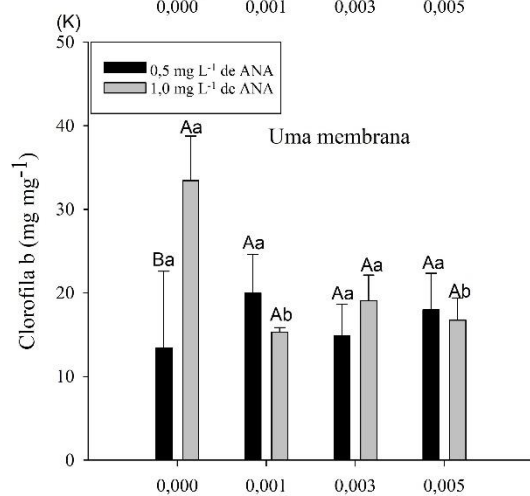 0,000 0,001 0,003 0,005
(K)
50
0,5 mg L-1 de ANA
1,0 mg L-1 de ANA
40
Aa
Uma membrana
30
Aa
Aa
Aa
Ba
Aa
Ab
20
Ab
10
0
Clorofila b (mg mg-1)
0,000 0,001 0,003 0,005